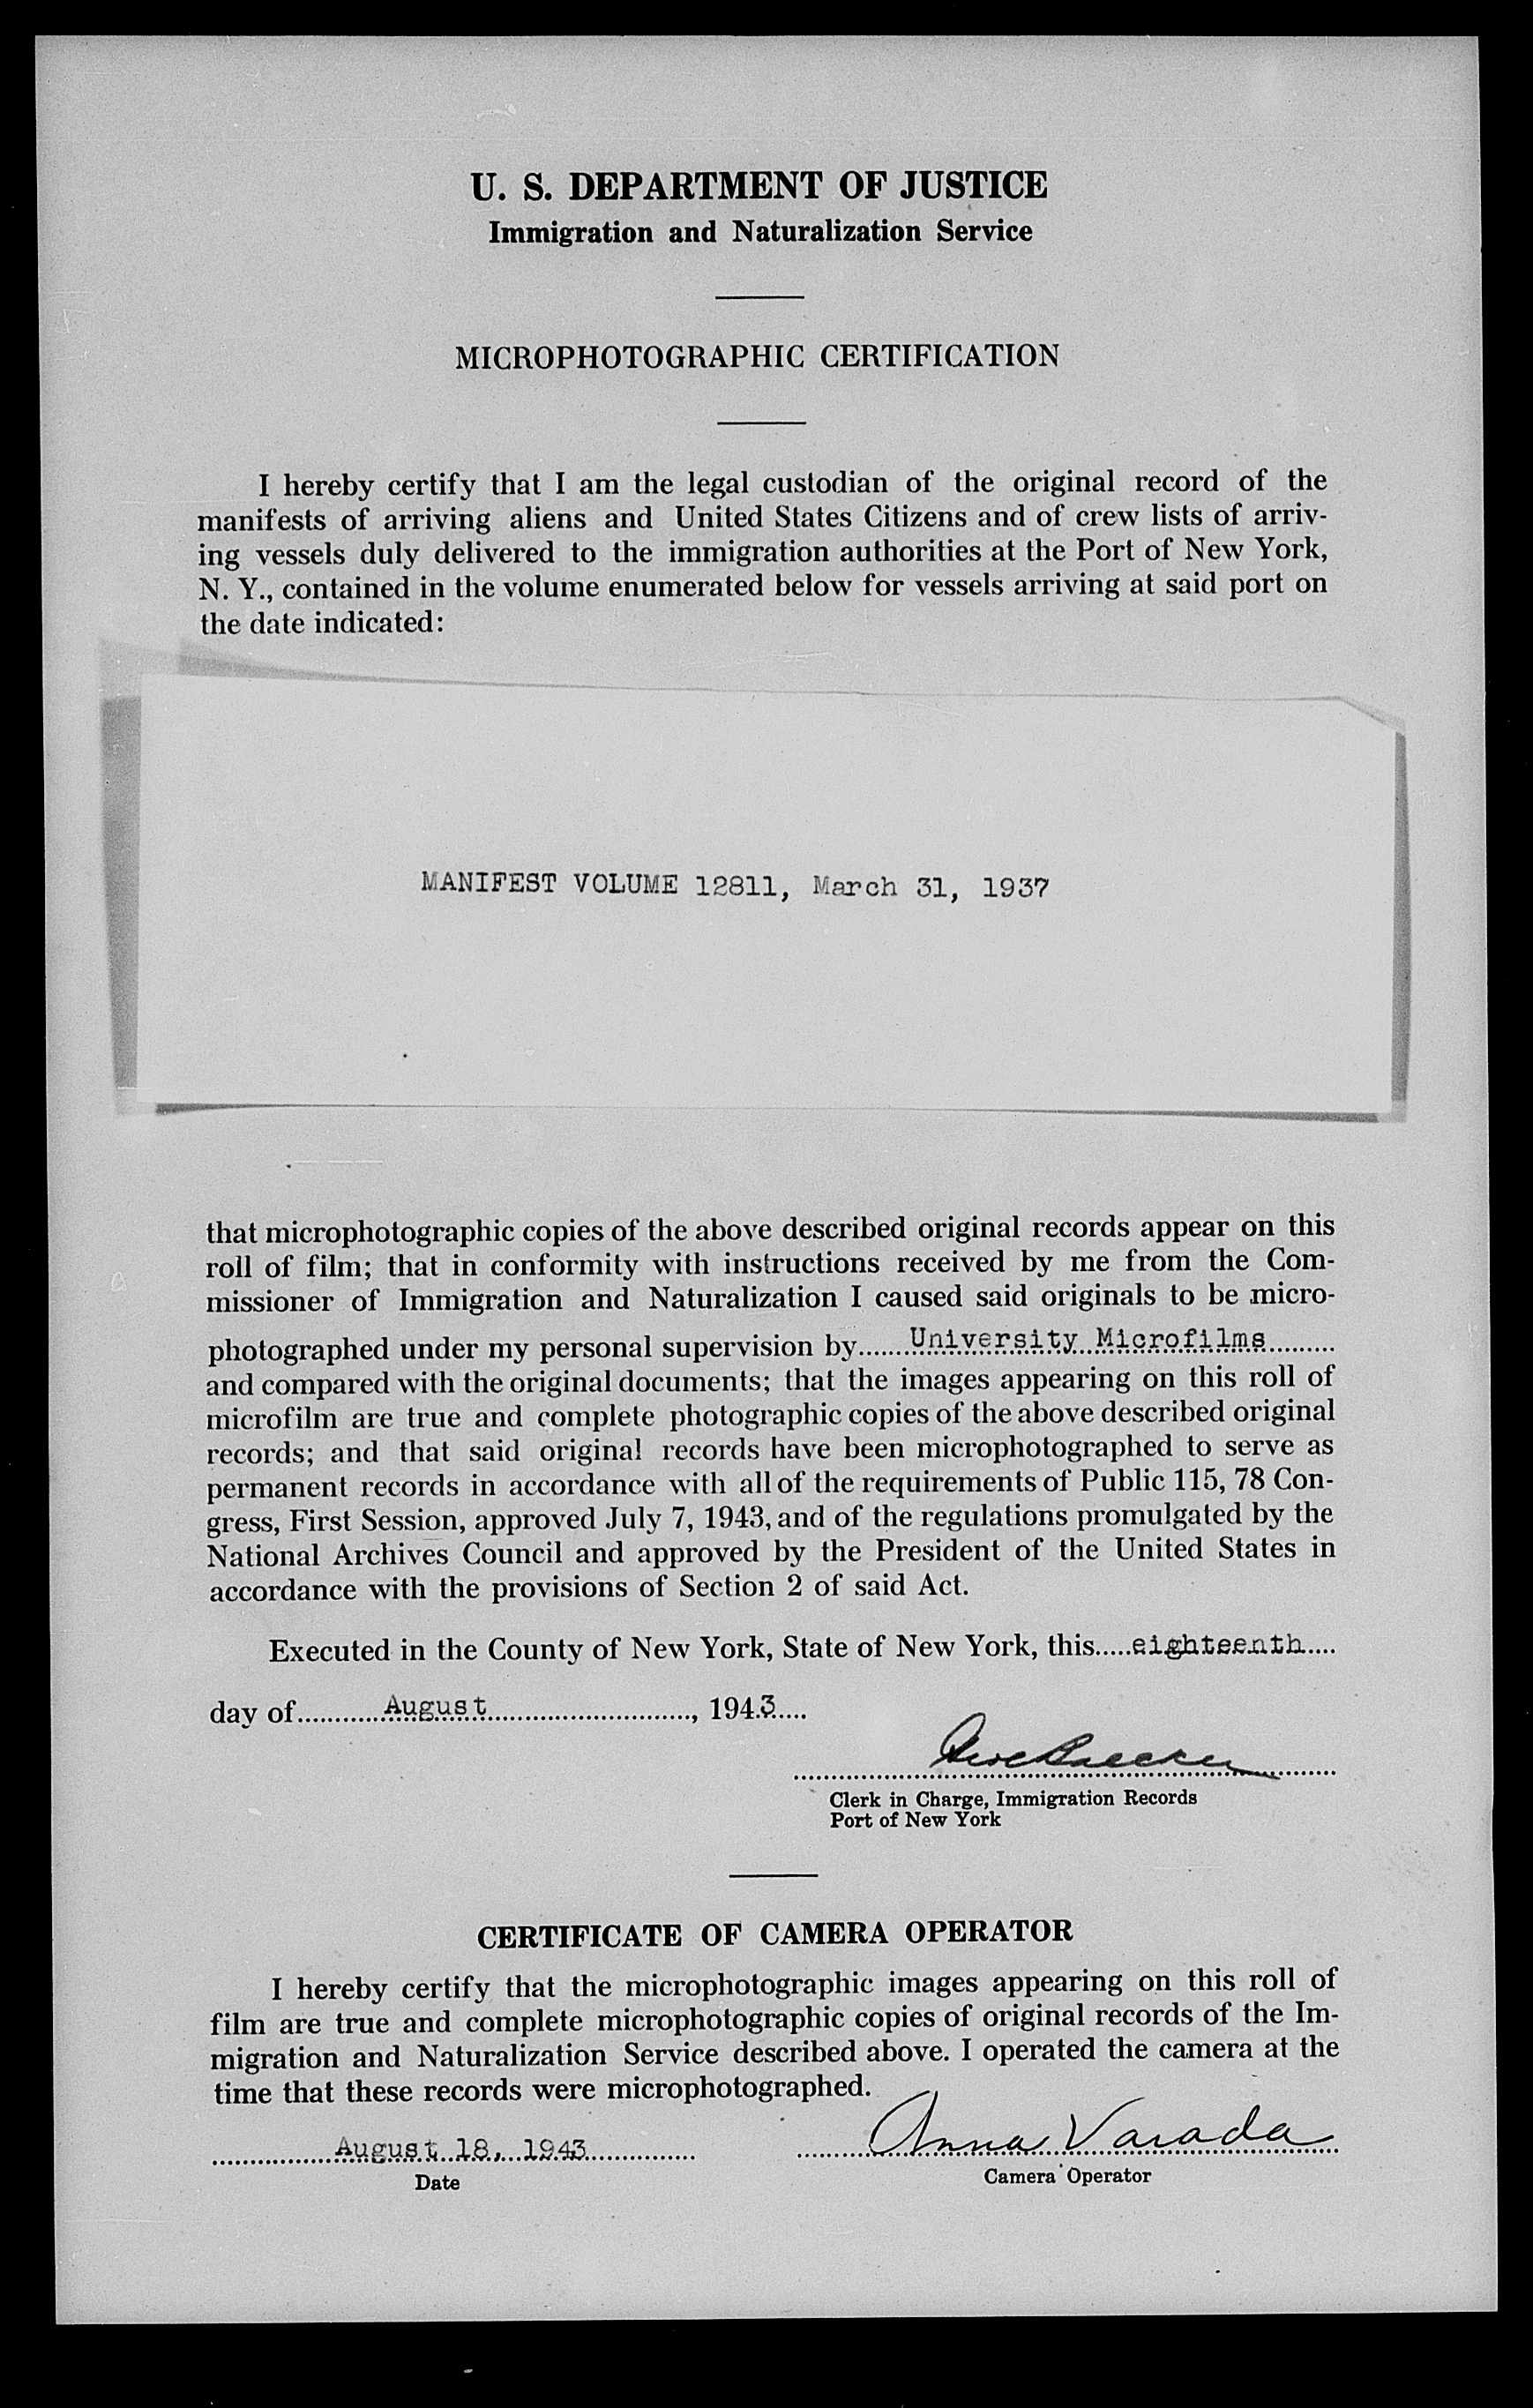 U. S. DEPARTMENT OF JUSTICE
Immigration and Naturalization Service
MICROPHOTOGRAPHIC CERTIFICATION
I hereby certify that I am the legal custodian of the original record of the
manifests of arriving aliens and United States Citizens and of crew lists of arriv-
ing vessels duly delivered to the immigration authorities at the Port of New York,
N. Y., contained in the volume enumerated below for vessels arriving at said port on
the date indicated:
MANIFEST VOLUME 12811, March 31, 1937
that microphotographic copies of the above described original records appear on this
roll of film; that in conformity with instructions received by me from the Com-
missioner of Immigration and Naturalization I caused said originals to be micro-
photographed under my personal supervision by......University Microfilms.........
and compared with the original documents; that the images appearing on this roll of
microfilm are true and complete photographic copies of the above described original
records; and that said original records have been microphotographed to serve as
permanent records in accordance with all of the requirements of Public 115, 78 Con-
gress, First Session, approved July 7, 1943, and of the regulations promulgated by the
National Archives Council and approved by the President of the United States in
accordance with the provisions of Section 2 of said Act.
Executed in the County of New York, State of New York, this.....eighteenth....
day of...........August..........................., 194.3....
Clerk in Charge, Immigration Records
Port of New York
CERTIFICATE OF CAMERA OPERATOR
I hereby certify that the microphotographic images appearing on this roll of
film are true and complete microphotographic copies of original records of the Im-
migration and Naturalization Service described above. I operated the camera at the
time that these records were microphotographed.
August 18, 1943 Anna Varada
Date Camera Operator